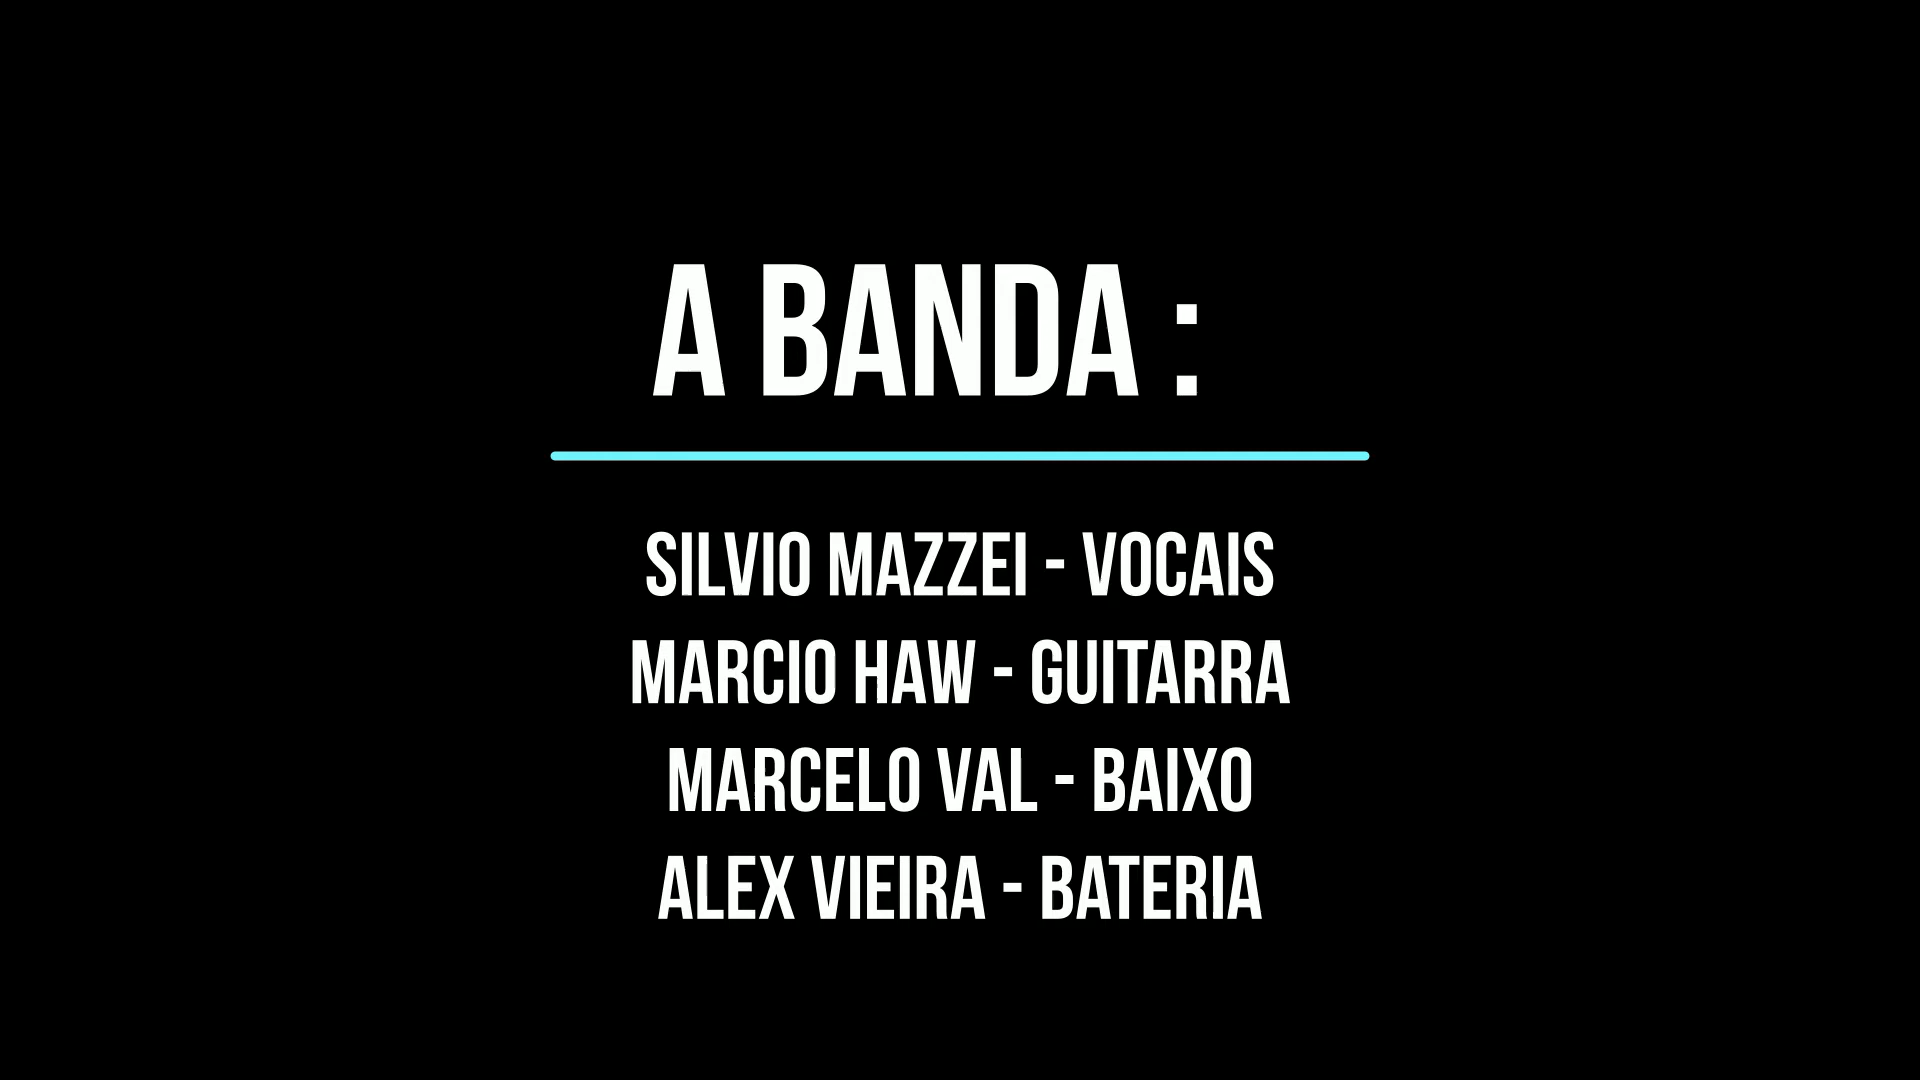 A BANDA :
SILVIO MAZZEI - VOCAIS
MARCIO HAW - GUITARRA
MARCELO VAL - BAIXO
ALEX VIEIRA - BATERIA